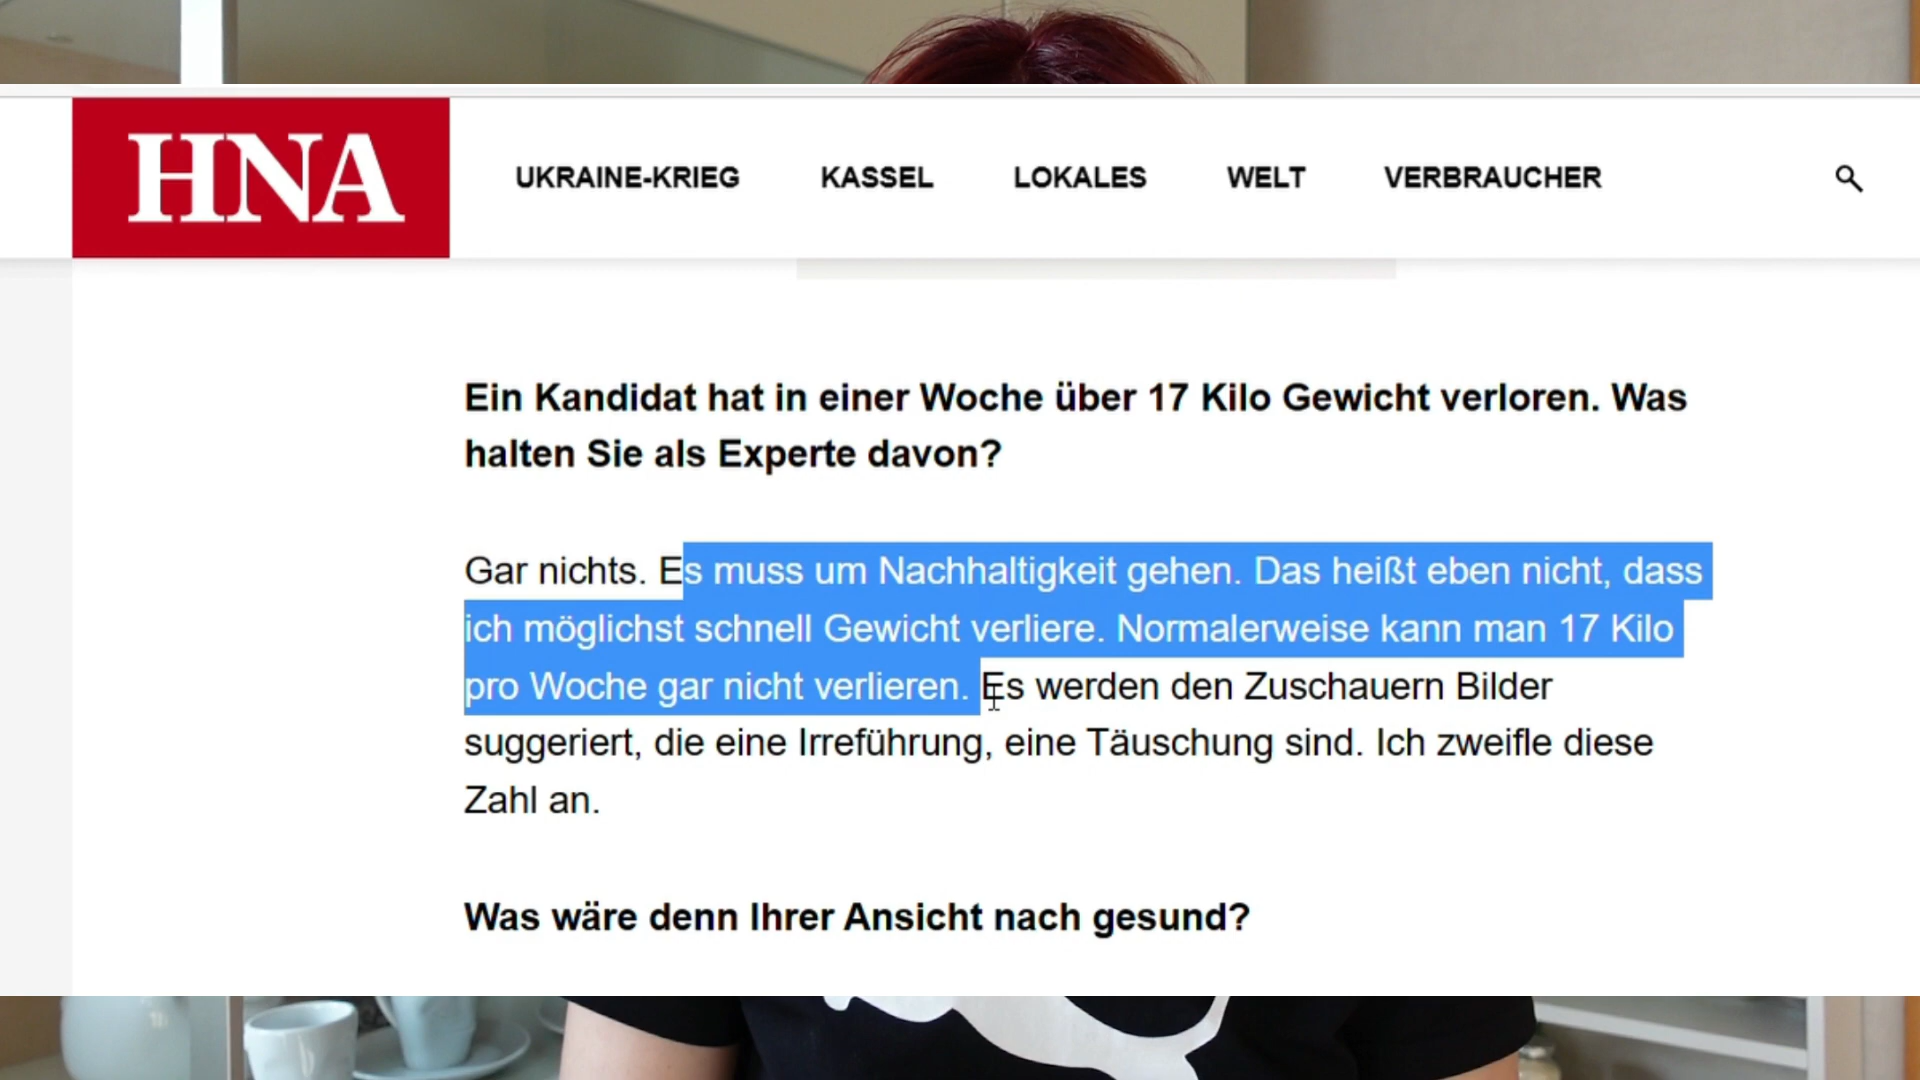 HNA
UKRAINE-KRIEG KASSEL LOKALES WELT VERBRAUCHER
Ein Kandidat hat in einer Woche über 17 Kilo Gewicht verloren. Was
halten Sie als Experte davon?
Gar nichts. Es muss um Nachhaltigkeit gehen. Das heißt eben nicht, dass
ich möglichst schnell Gewicht verliere. Normalerweise kann man 17 Kilo
pro Woche gar nicht verlieren. Es werden den Zuschauern Bilder
suggeriert, die eine Irreführung, eine Täuschung sind. Ich zweifle diese
Zahl an.
Was wäre denn Ihrer Ansicht nach gesund?